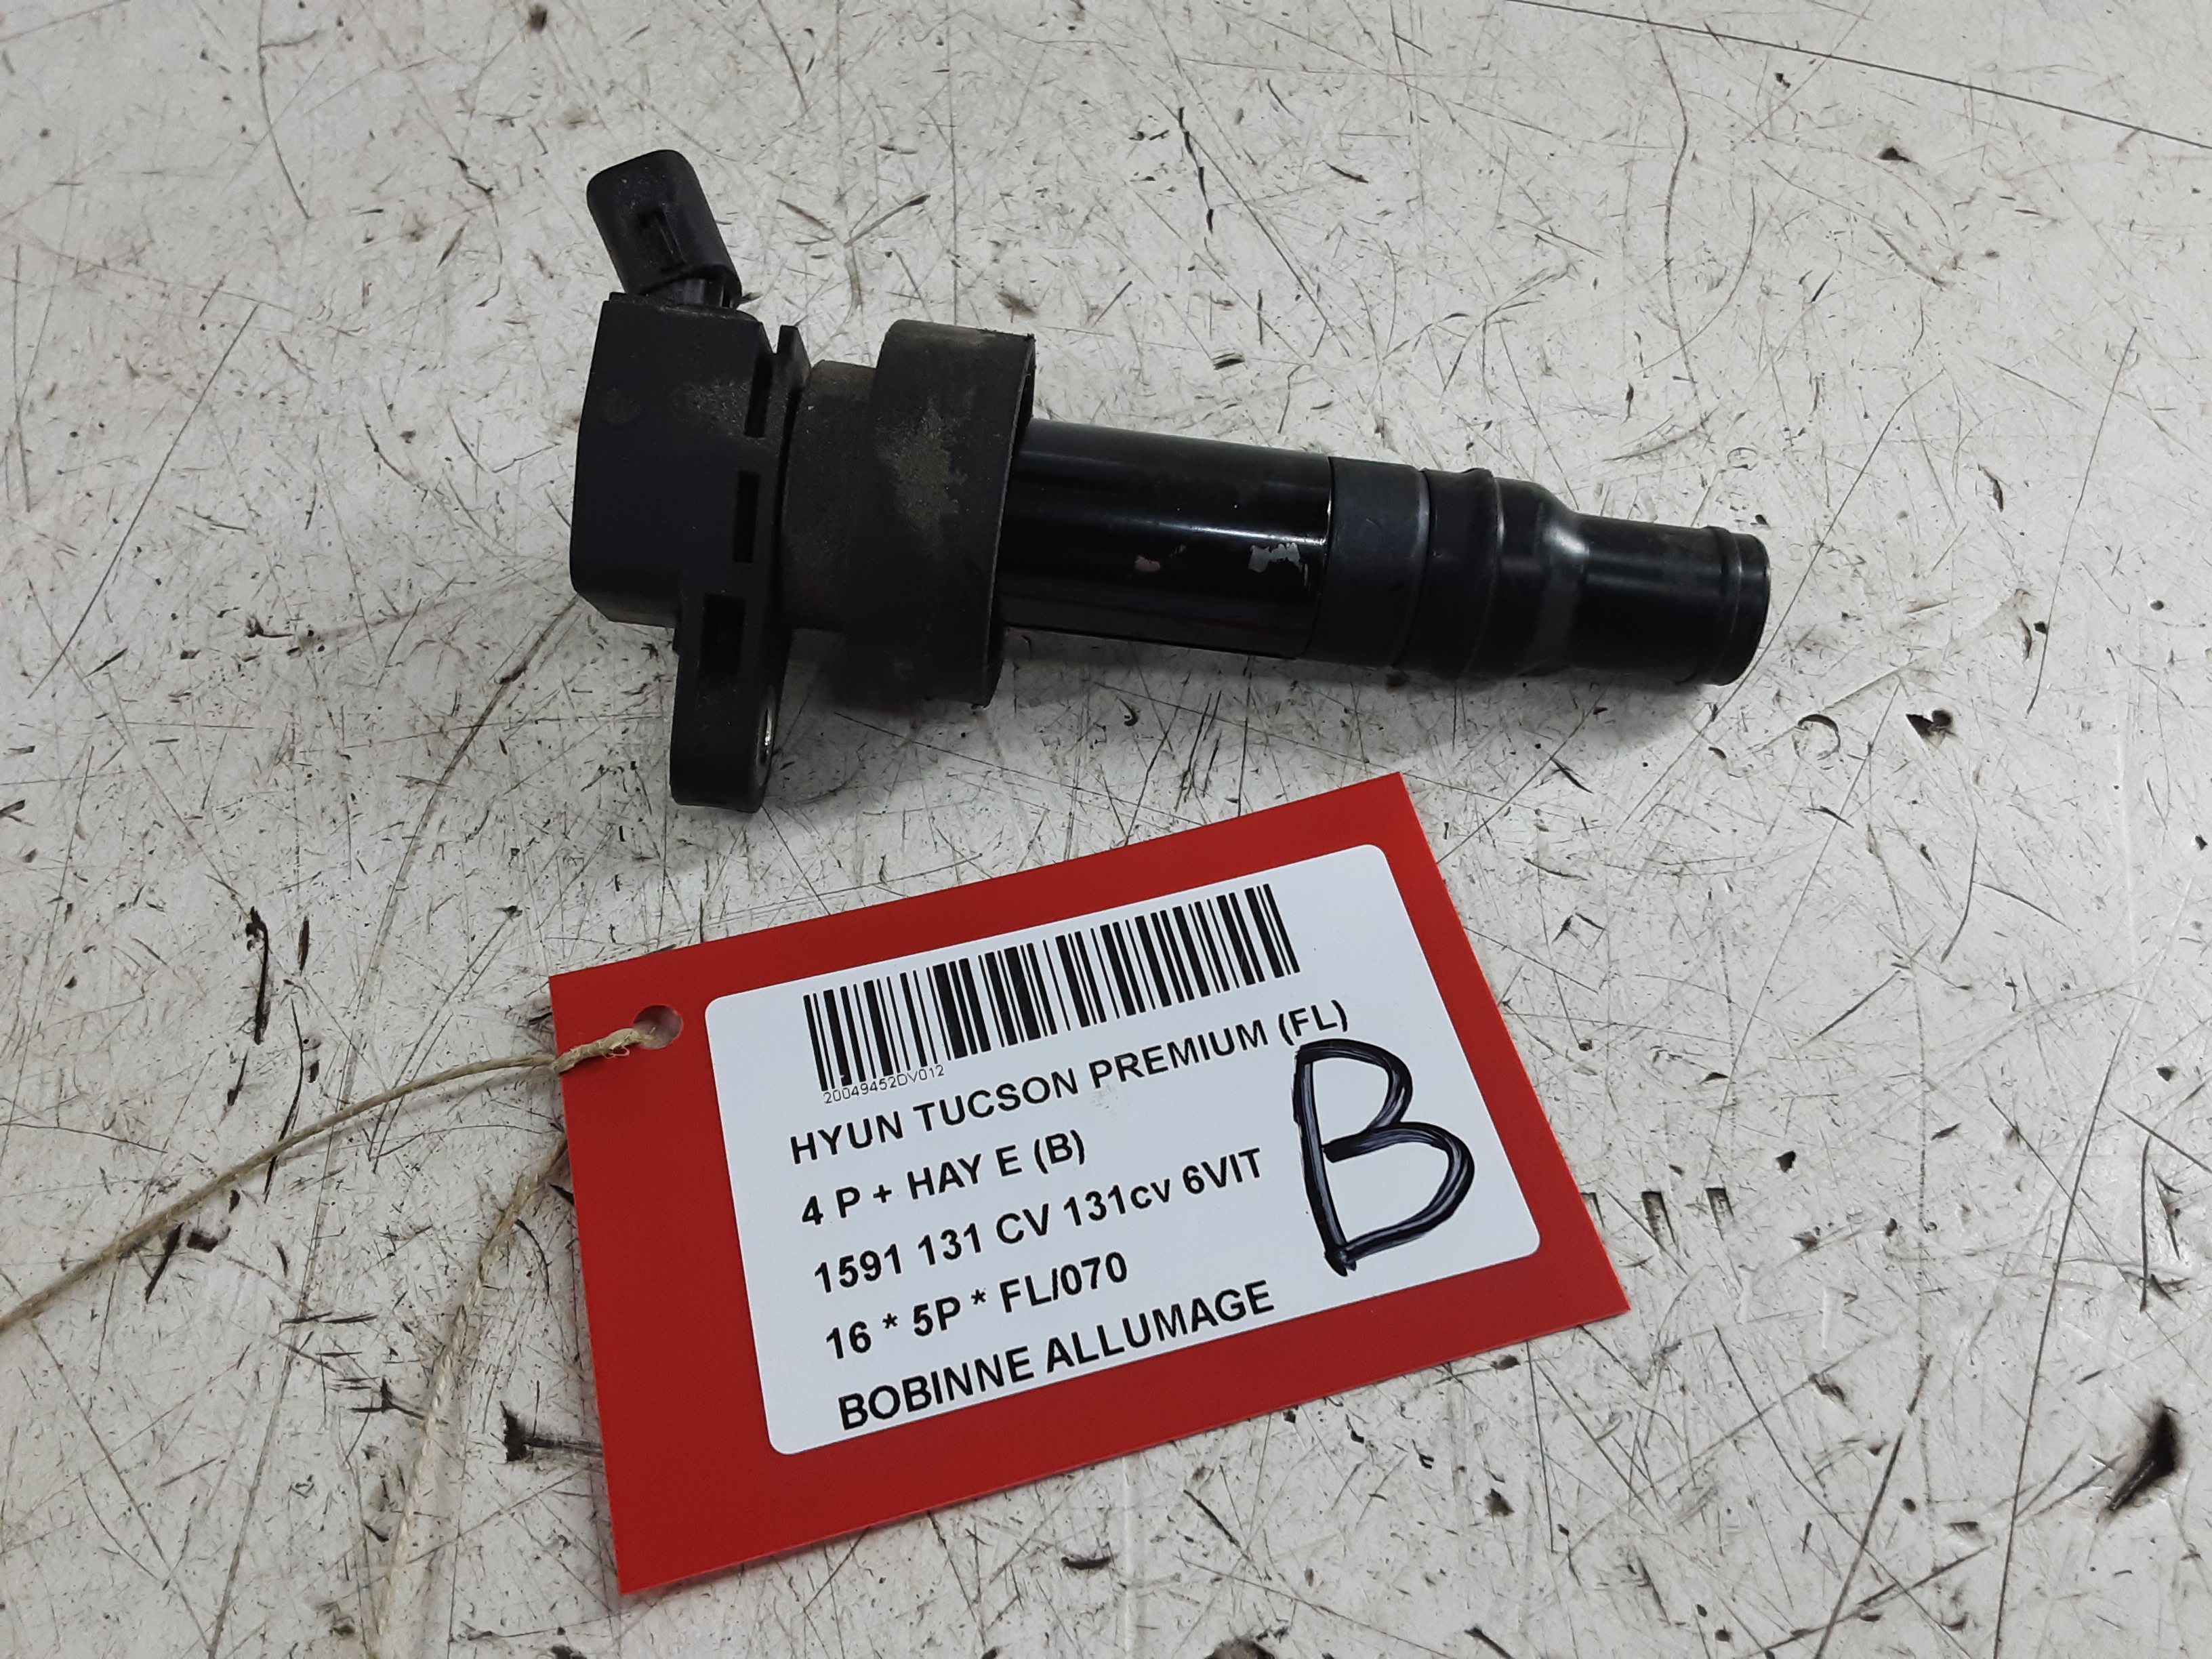 20049452DV012
HYUN TUCSON PREMIUM (FL)
4 P + HAY E (B)
1591 131 CV 131cv 6VIT
16 * 5P * FL/070
BOBINNE ALLUMAGE
B